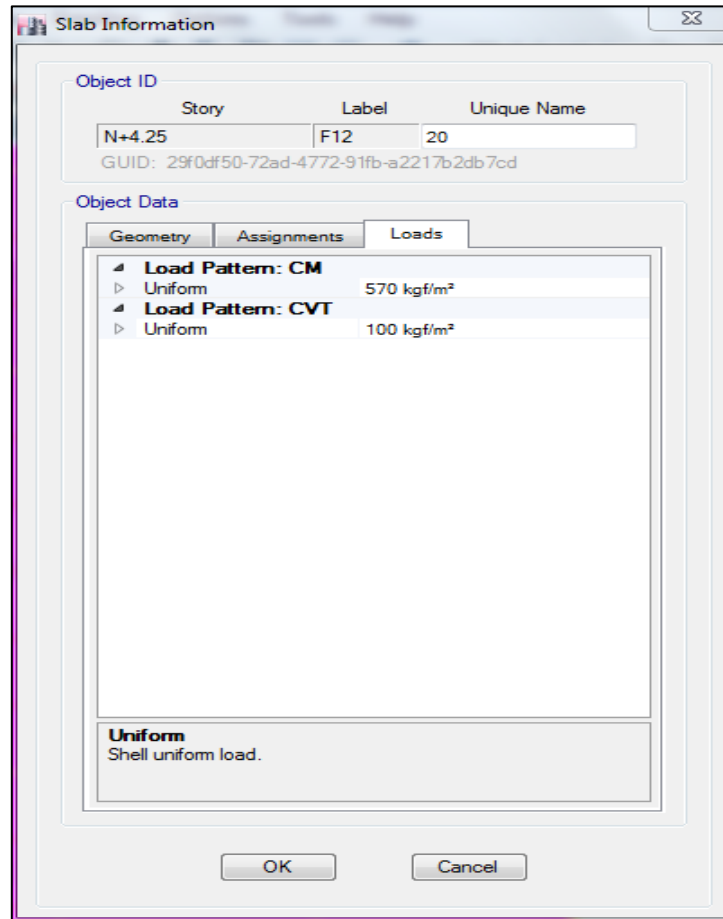 Slab Information
Object ID
Story Label Unique Name
N+4.25 F12 20
GUID: 29f0df50-72ad-4772-91fb-a2217b2db7cd
Object Data
Geometry Assignments Loads
Load Pattern: CM
Uniform 570 kgf/m²
Load Pattern: CVT
Uniform 100 kgf/m²
Uniform
Shell uniform load.
OK Cancel